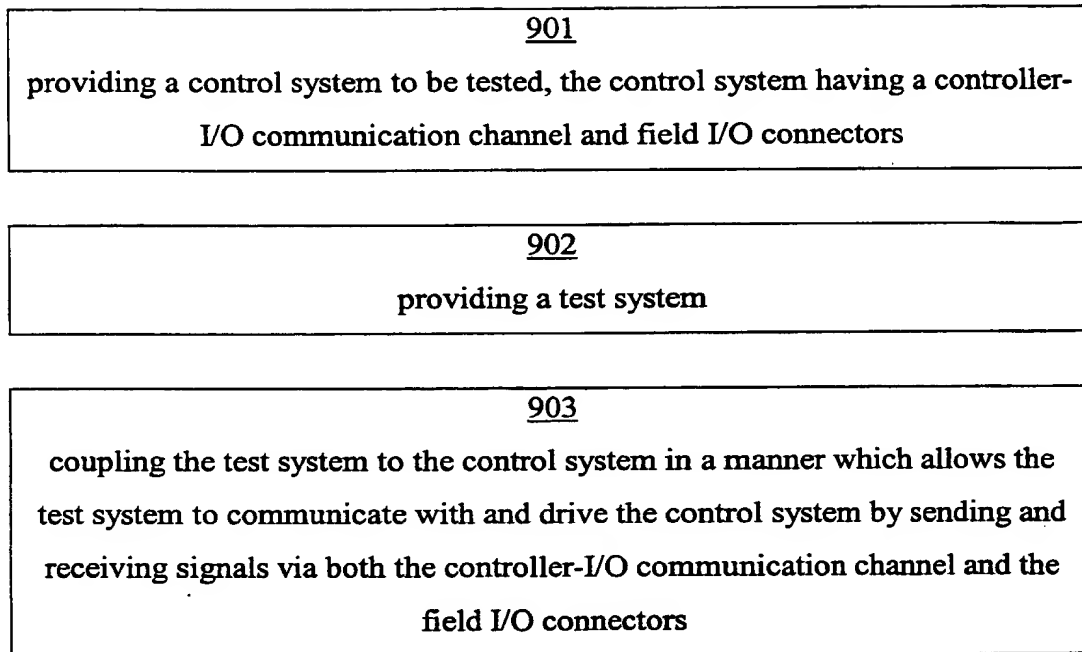 901
providing a control system to be tested, the control system having a controller-
I/O communication channel and field I/O connectors
902
providing a test system
903
coupling the test system to the control system in a manner which allows the
test system to communicate with and drive the control system by sending and
receiving signals via both the controller-I/O communication channel and the
field I/O connectors